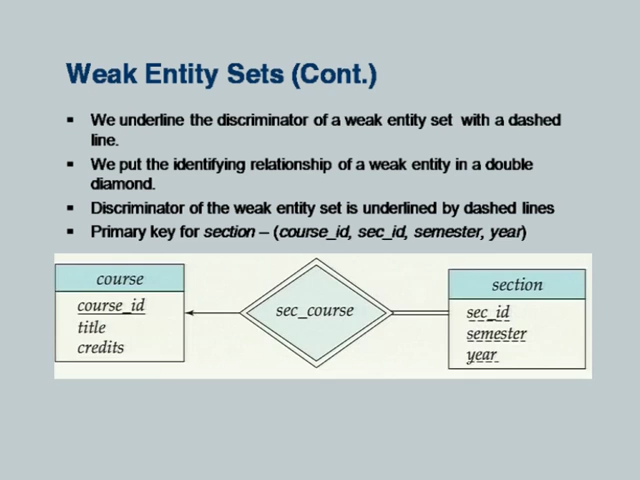 Weak Entity Sets (Cont.)
▪ We underline the discriminator of a weak entity set with a dashed
line.
▪ We put the identifying relationship of a weak entity in a double
diamond.
▪ Discriminator of the weak entity set is underlined by dashed lines
▪ Primary key for section – (course_id, sec_id, semester, year)
course
course_id
title
credits
sec_course
section
sec_id
semester
year